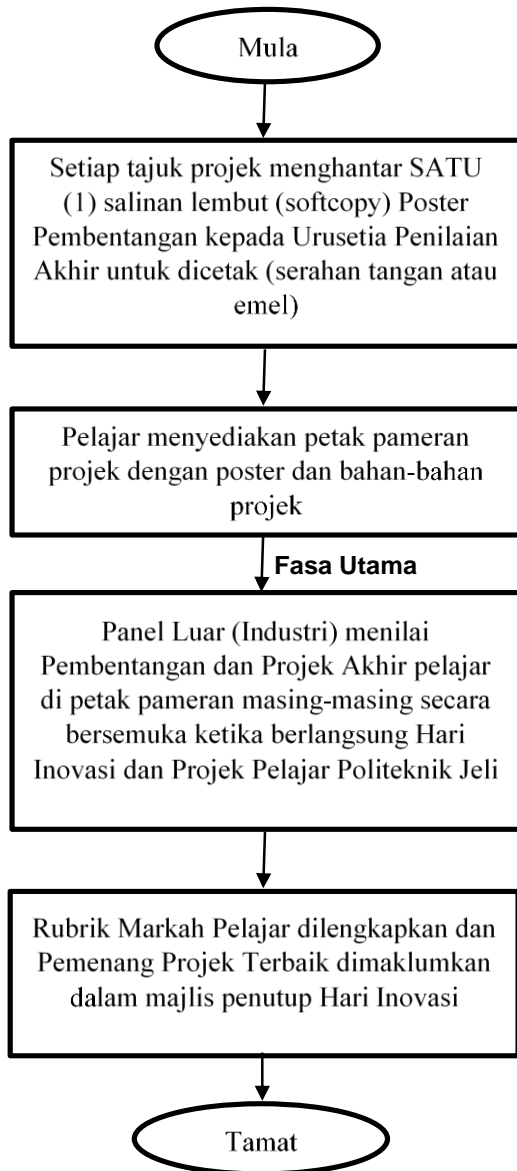 Mula
Setiap tajuk projek menghantar SATU
(1) salinan lembut (softcopy) Poster
Pembentangan kepada Urusetia Penilaian
Akhir untuk dicetak (serahan tangan atau
emel)
Pelajar menyediakan petak pameran
projek dengan poster dan bahan-bahan
projek
Fasa Utama
Panel Luar (Industri) menilai
Pembentangan dan Projek Akhir pelajar
di petak pameran masing-masing secara
bersemuka ketika berlangsung Hari
Inovasi dan Projek Pelajar Politeknik Jeli
Rubrik Markah Pelajar dilengkapkan dan
Pemenang Projek Terbaik dimaklumkan
dalam majlis penutup Hari Inovasi
Tamat